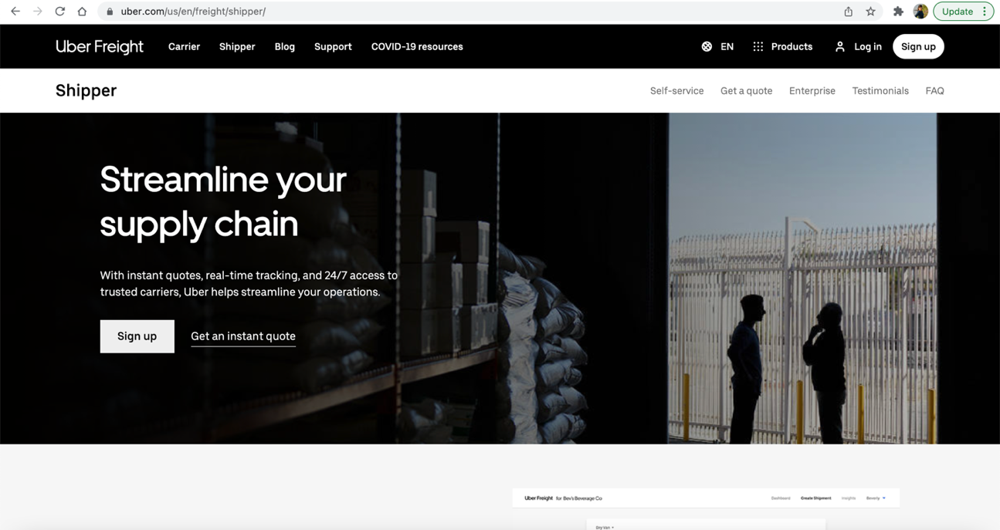 uber.com/us/en/freight/shipper/
Update
Uber Freight Carrier Shipper Blog Support COVID-19 resources EN Products Log in Sign up
Shipper Self-service Get a quote Enterprise Testimonials FAQ
Streamline your
supply chain
With instant quotes, real-time tracking, and 24/7 access to
trusted carriers, Uber helps streamline your operations.
Sign up Get an instant quote
Uber Freight for Bev's Beverage Co Dashboard Create Shipment Insights Beverly
Dry Van